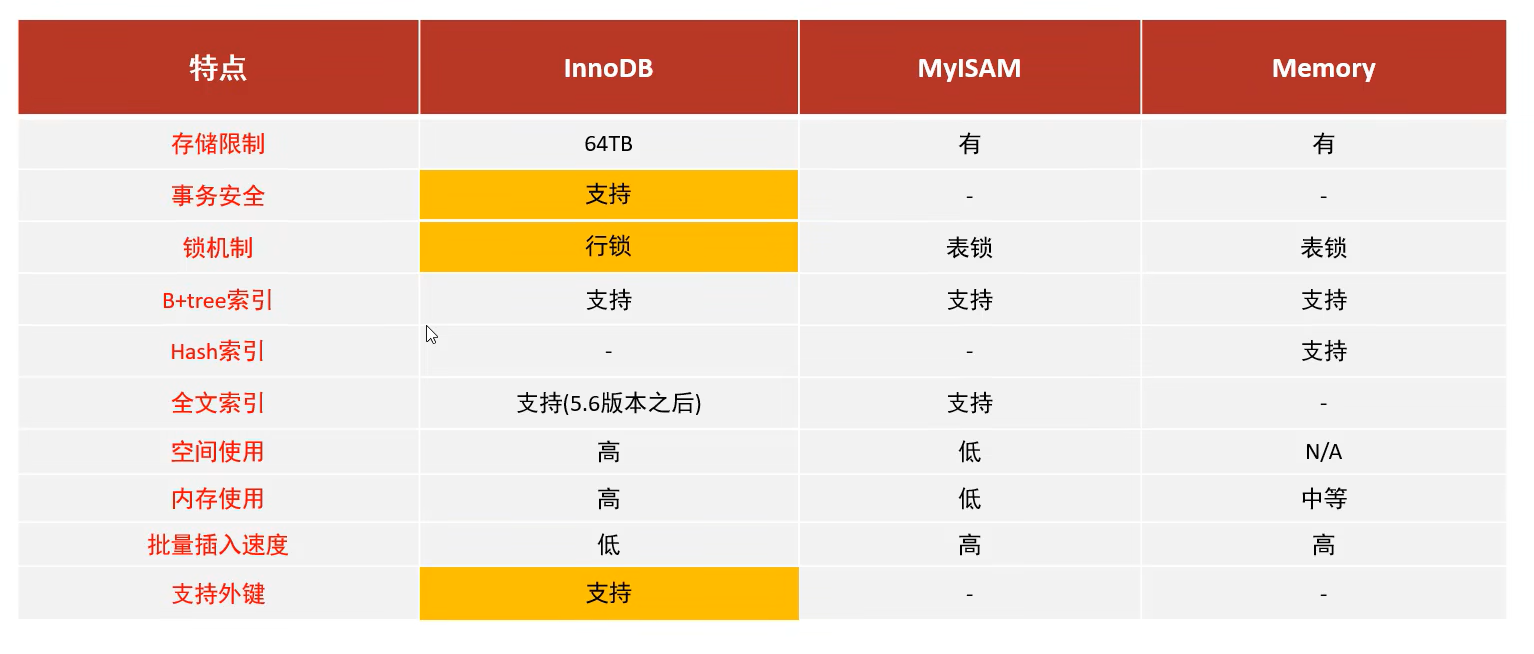 特点 InnoDB MyISAM Memory
存储限制 64TB 有 有
事务安全 支持 - -
锁机制 行锁 表锁 表锁
B+tree索引 支持 支持 支持
Hash索引 - - 支持
全文索引 支持(5.6版本之后) 支持 -
空间使用 高 低 N/A
内存使用 高 低 中等
批量插入速度 低 高 高
支持外键 支持 - -